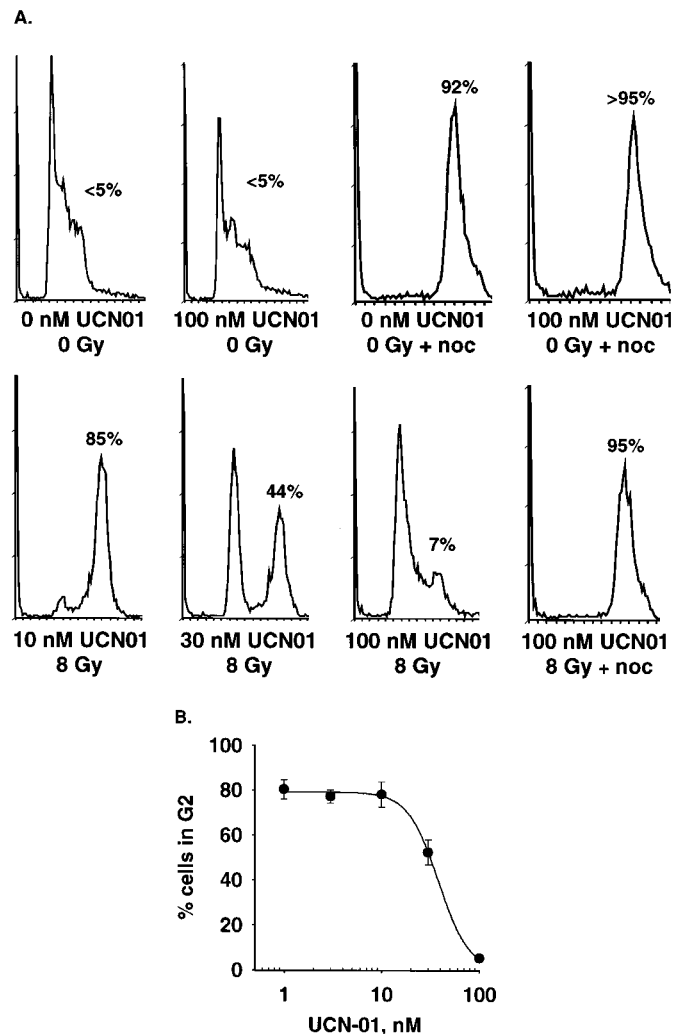 A.
<5%
<5%
92%
>95%
0 nM UCN01
0 Gy
100 nM UCN01
0 Gy
0 nM UCN01
0 Gy + noc
100 nM UCN01
0 Gy + noc
85%
44%
7%
95%
10 nM UCN01
8 Gy
30 nM UCN01
8 Gy
100 nM UCN01
8 Gy
100 nM UCN01
8 Gy + noc
B.
% cells in G2
100
80
60
40
20
0
1 10 100
UCN-01, nM